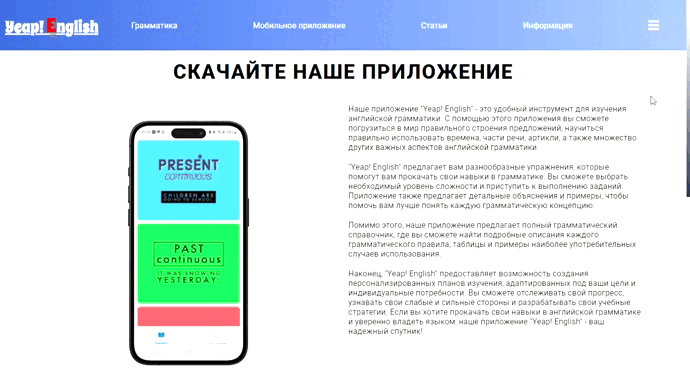 Yeap! English
Грамматика
Мобильное приложение
Статьи
Информация
СКАЧАЙТЕ НАШЕ ПРИЛОЖЕНИЕ
Наше приложение "Yeap! English" - это удобный инструмент для изучения
английской грамматики. С помощью этого приложения вы сможете
погрузиться в мир правильного строения предложений, научиться
правильно использовать времена, части речи, артикли, а также множество
других важных аспектов английской грамматики.
"Yeap! English" предлагает вам разнообразные упражнения, которые
помогут вам прокачать свои навыки в грамматике. Вы сможете выбрать
необходимый уровень сложности и приступить к выполнению заданий.
Приложение также предлагает детальные объяснения и примеры, чтобы
помочь вам лучше понять каждую грамматическую концепцию.
Помимо этого, наше приложение предлагает полный грамматический
справочник, где вы сможете найти подробные описания каждого
грамматического правила, таблицы и примеры наиболее употребительных
случаев использования.
Наконец, "Yeap! English" предоставляет возможность создания
персонализированных планов изучения, адаптированных под ваши цели и
индивидуальные потребности. Вы сможете отслеживать свой прогресс,
узнавать свои слабые и сильные стороны и разрабатывать свои учебные
стратегии. Если вы хотите прокачать свои навыки в английской грамматике
и уверенно владеть языком, наше приложение "Yeap! English" - ваш
надежный спутник!
PRESENT
CONTINUOUS
CHILDREN ARE
GOING TO SCHOOL
PAST
continuous
IT WAS SNOWING
YESTERDAY.